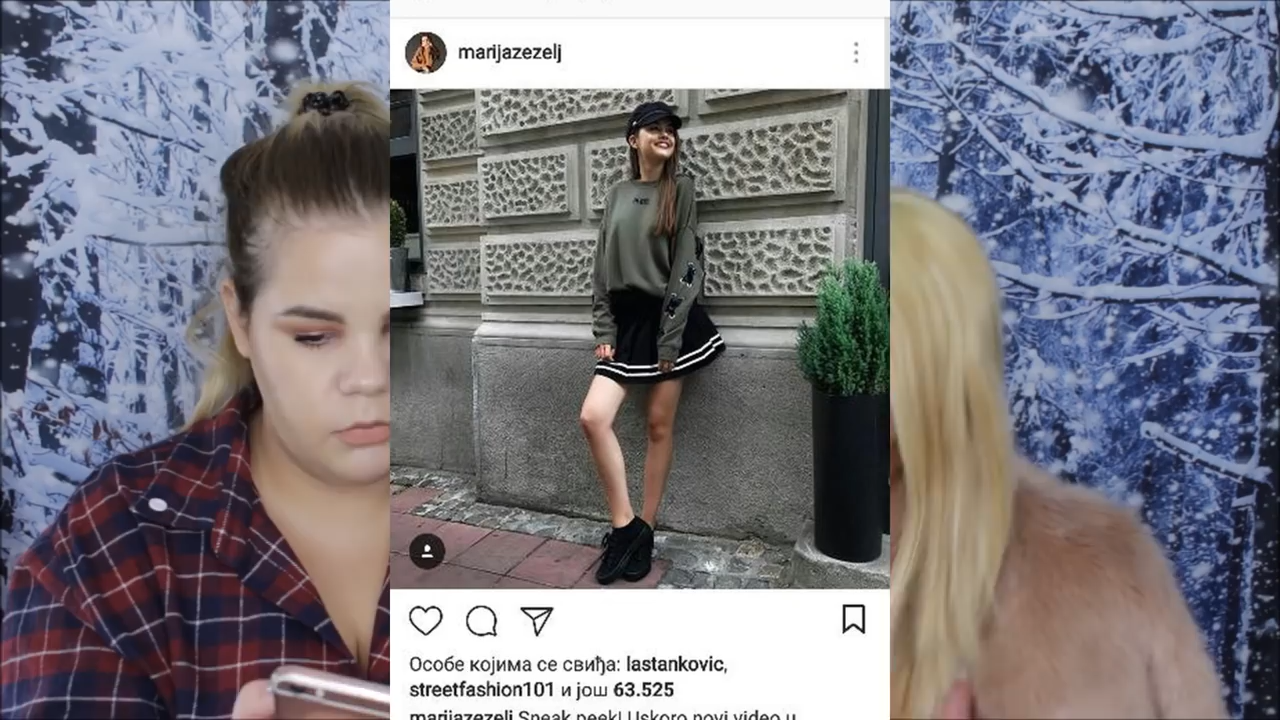 marijazezelj
Особе којима се свиђа: lastankovic,
streetfashion101 и још 63.525
marijazezelj Sneak peek! Uskoro novi video u